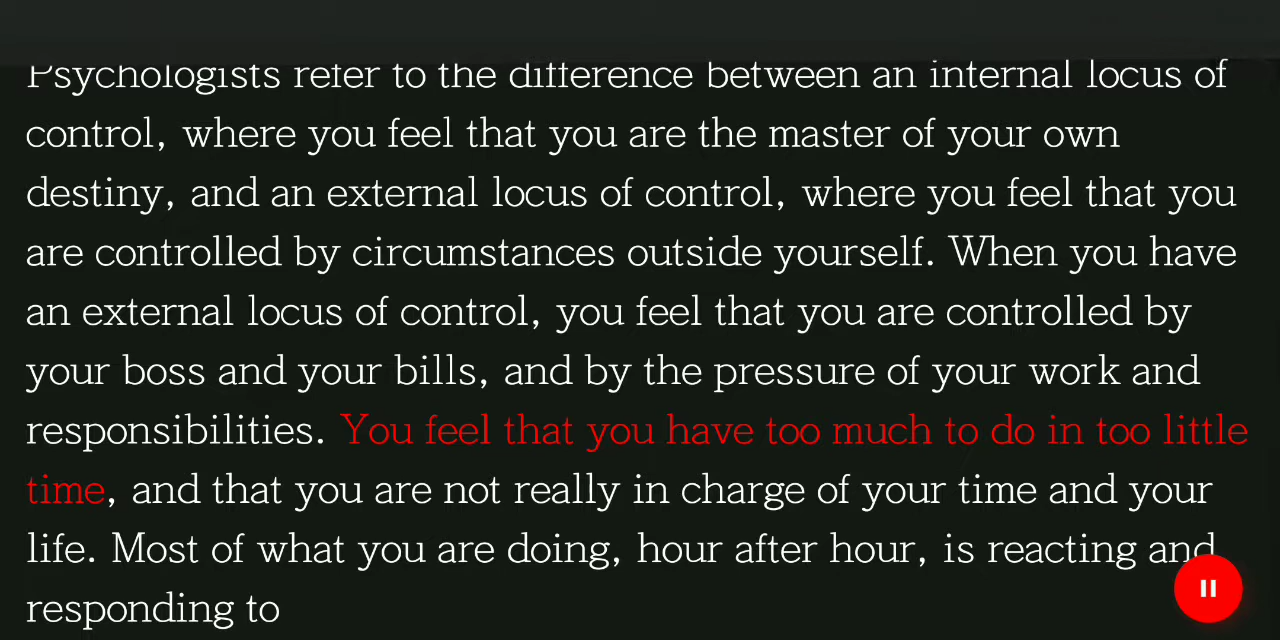 Psychologists refer to the difference between an internal locus of
control, where you feel that you are the master of your own
destiny, and an external locus of control, where you feel that you
are controlled by circumstances outside yourself. When you have
an external locus of control, you feel that you are controlled by
your boss and your bills, and by the pressure of your work and
responsibilities. You feel that you have too much to do in too little
time, and that you are not really in charge of your time and your
life. Most of what you are doing, hour after hour, is reacting and
responding to